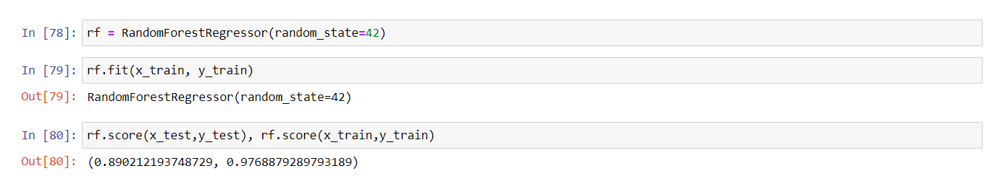 In [78]: rf = RandomForestRegressor(random_state=42)
In [79]: rf.fit(x_train, y_train)
Out[79]: RandomForestRegressor(random_state=42)
In [80]: rf.score(x_test,y_test), rf.score(x_train,y_train)
Out[80]: (0.890212193748729, 0.9768879289793189)